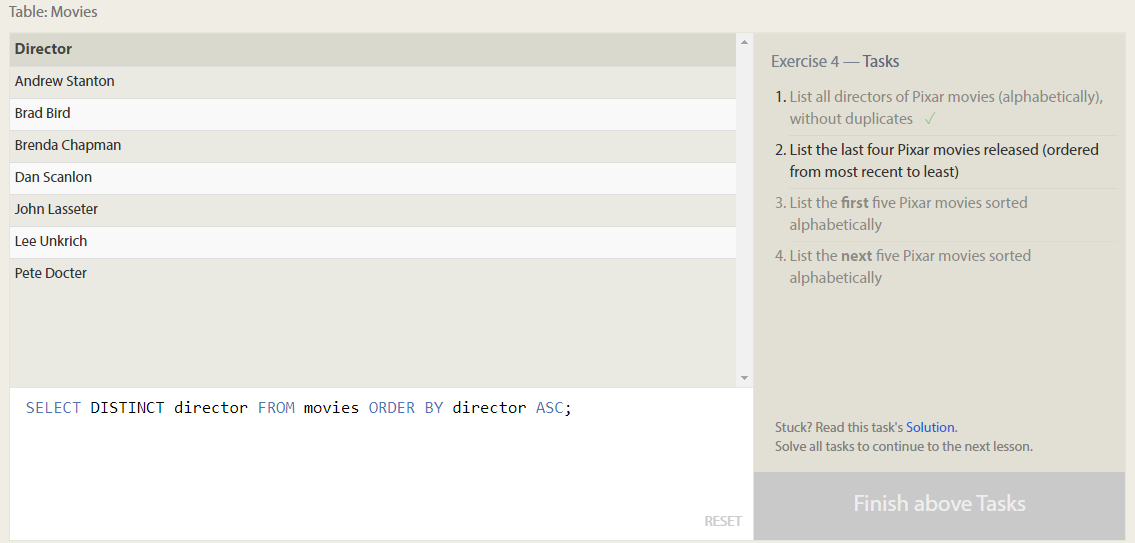 Table: Movies
Director
Andrew Stanton
Brad Bird
Brenda Chapman
Dan Scanlon
John Lasseter
Lee Unkrich
Pete Docter
SELECT DISTINCT director FROM movies ORDER BY director ASC;
RESET
Exercise 4 — Tasks
1. List all directors of Pixar movies (alphabetically),
without duplicates ✓
2. List the last four Pixar movies released (ordered
from most recent to least)
3. List the first five Pixar movies sorted
alphabetically
4. List the next five Pixar movies sorted
alphabetically
Stuck? Read this task's Solution.
Solve all tasks to continue to the next lesson.
Finish above Tasks